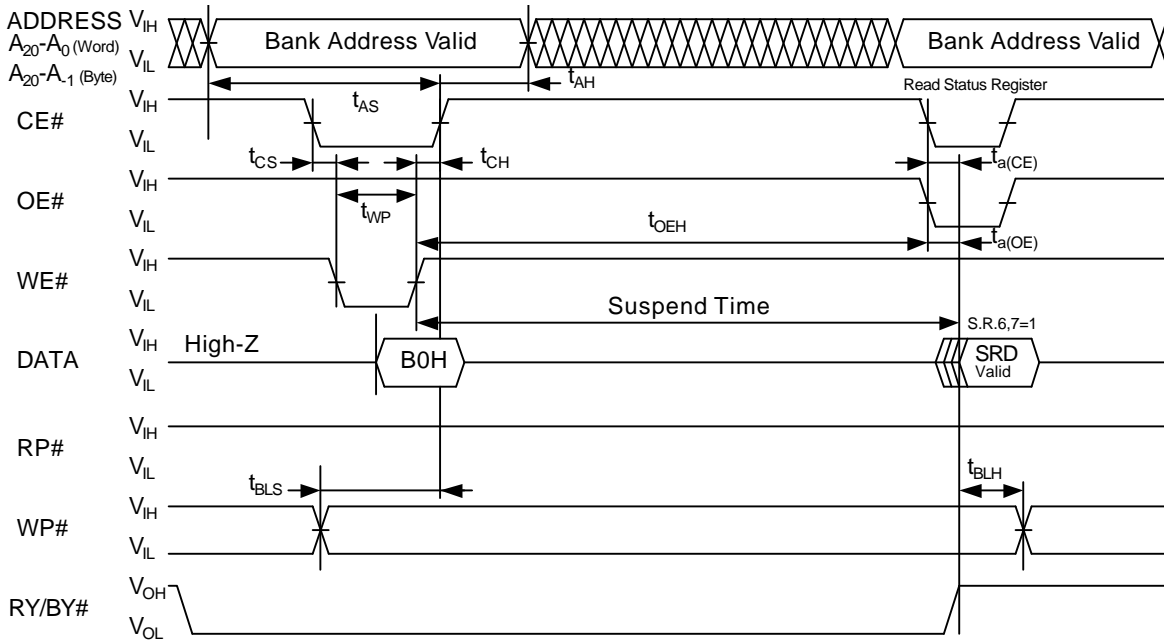 ADDRESS VIH
A20-A0 (Word) Bank Address Valid Bank Address Valid
A20-A-1 (Byte) VIL
tAH
Read Status Register
VIH tAS
CE#
VIL
tCS tCH ta(CE)
VIH
OE# tWP
VIL tOEH ta(OE)
VIH
WE#
VIL Suspend Time
S.R.6,7=1
VIH High-Z
DATA B0H SRD
VIL Valid
VIH
RP#
VIL
tBLS tBLH
VIH
WP#
VIL
VOH
RY/BY#
VOL